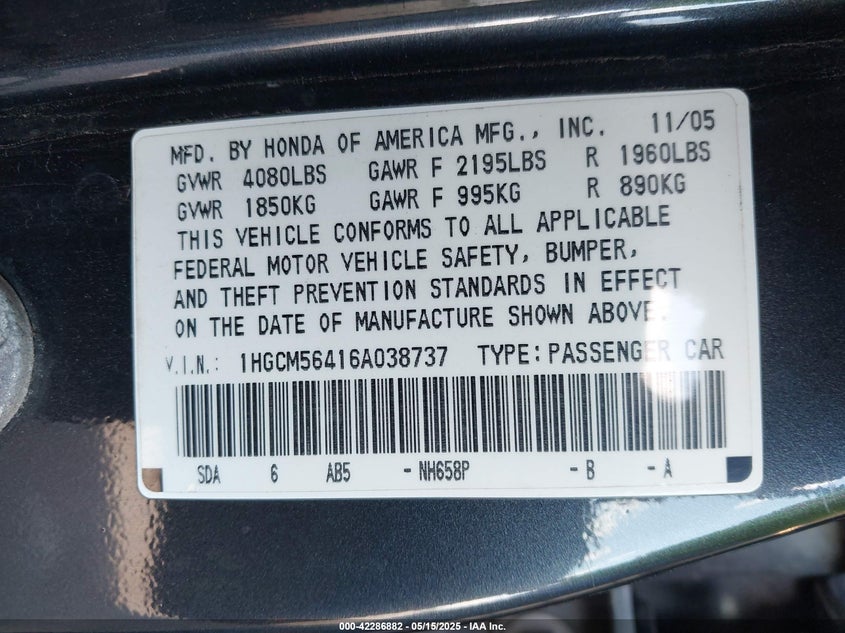 MFD. BY HONDA OF AMERICA MFG., INC. 11/05
GVWR 4080LBS GAWR F 2195LBS R 1960LBS
GVWR 1850KG GAWR F 995KG R 890KG
THIS VEHICLE CONFORMS TO ALL APPLICABLE
FEDERAL MOTOR VEHICLE SAFETY, BUMPER,
AND THEFT PREVENTION STANDARDS IN EFFECT
ON THE DATE OF MANUFACTURE SHOWN ABOVE.
V.I.N.: 1HGCM56416A038737 TYPE: PASSENGER CAR
SDA 6 AB5 - NH658P - B - A
000-42286882 - 05/15/2025 - IAA Inc.